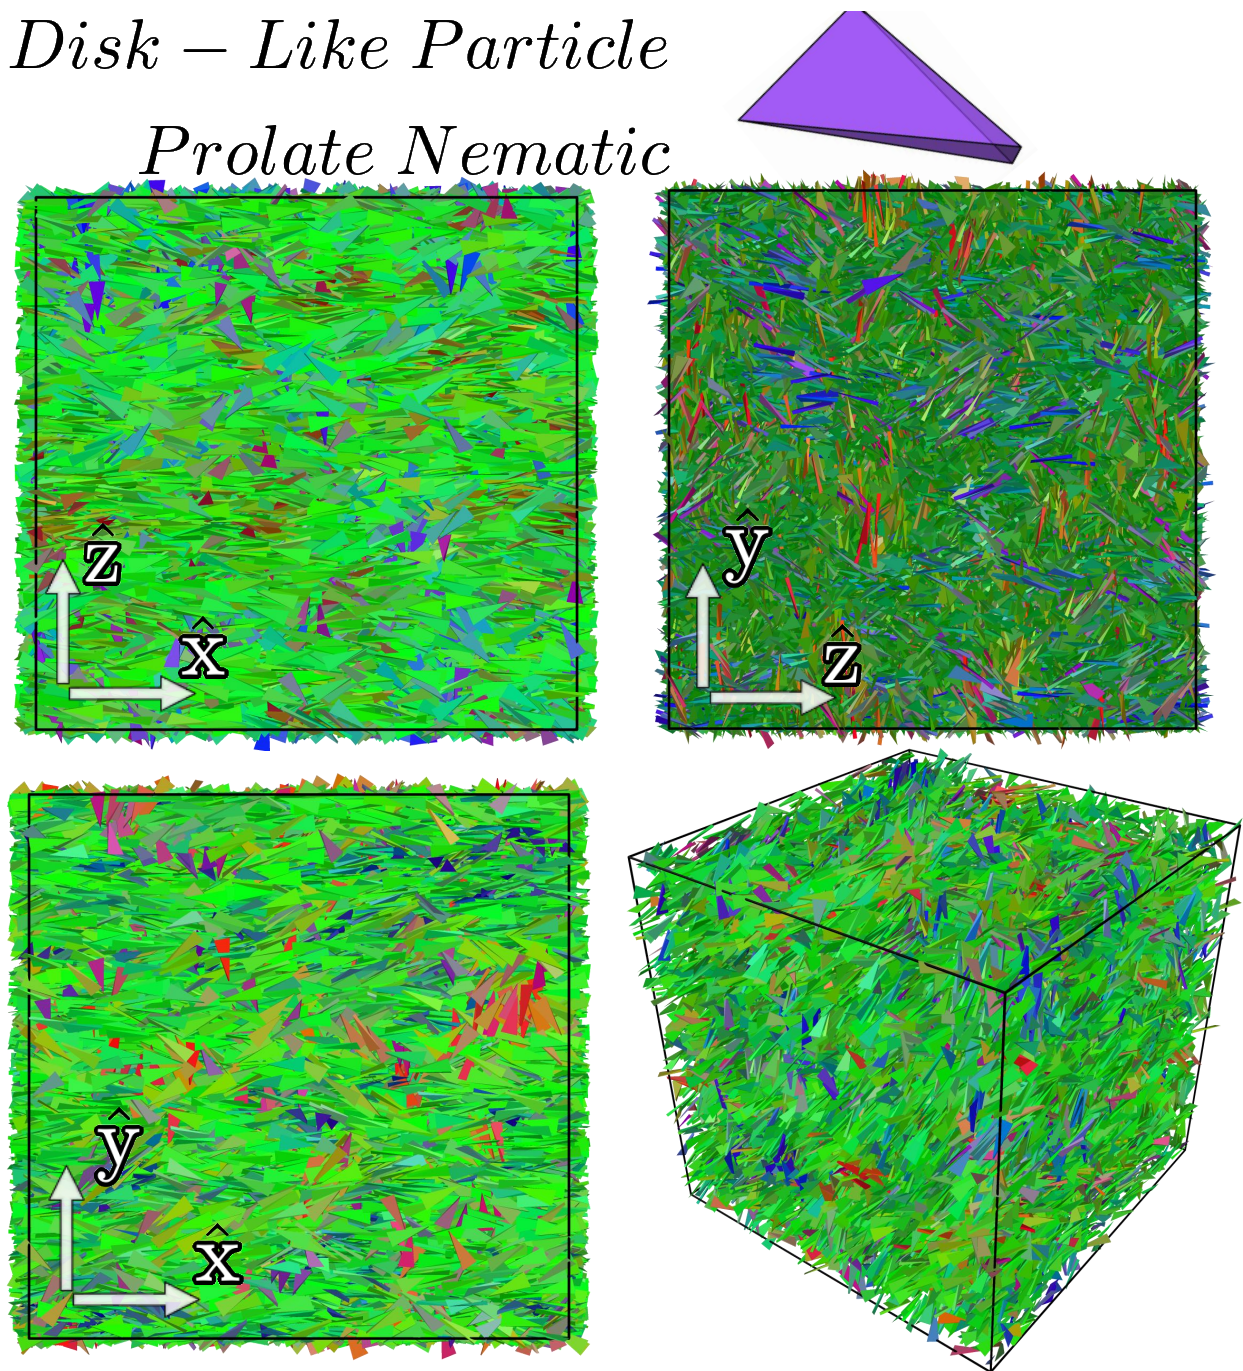 Disk – Like Particle
Prolate Nematic
ẑ
x̂
ŷ
ẑ
ŷ
x̂